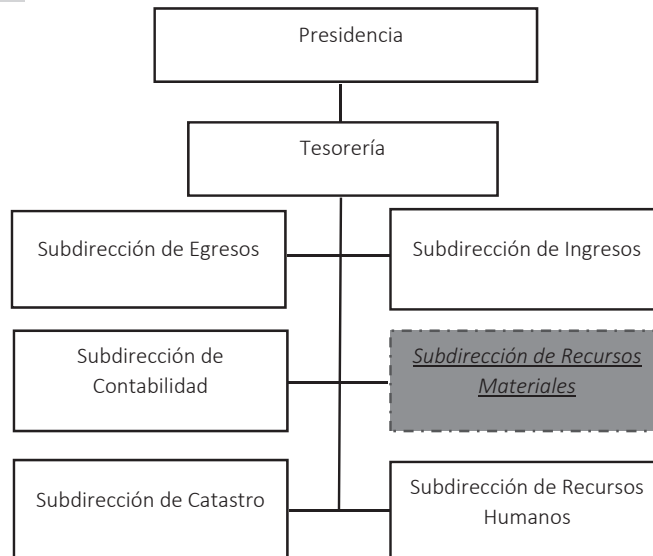 Presidencia
Tesorería
Subdirección de Egresos
Subdirección de Ingresos
Subdirección de
Contabilidad
Subdirección de Recursos
Materiales
Subdirección de Catastro
Subdirección de Recursos
Humanos